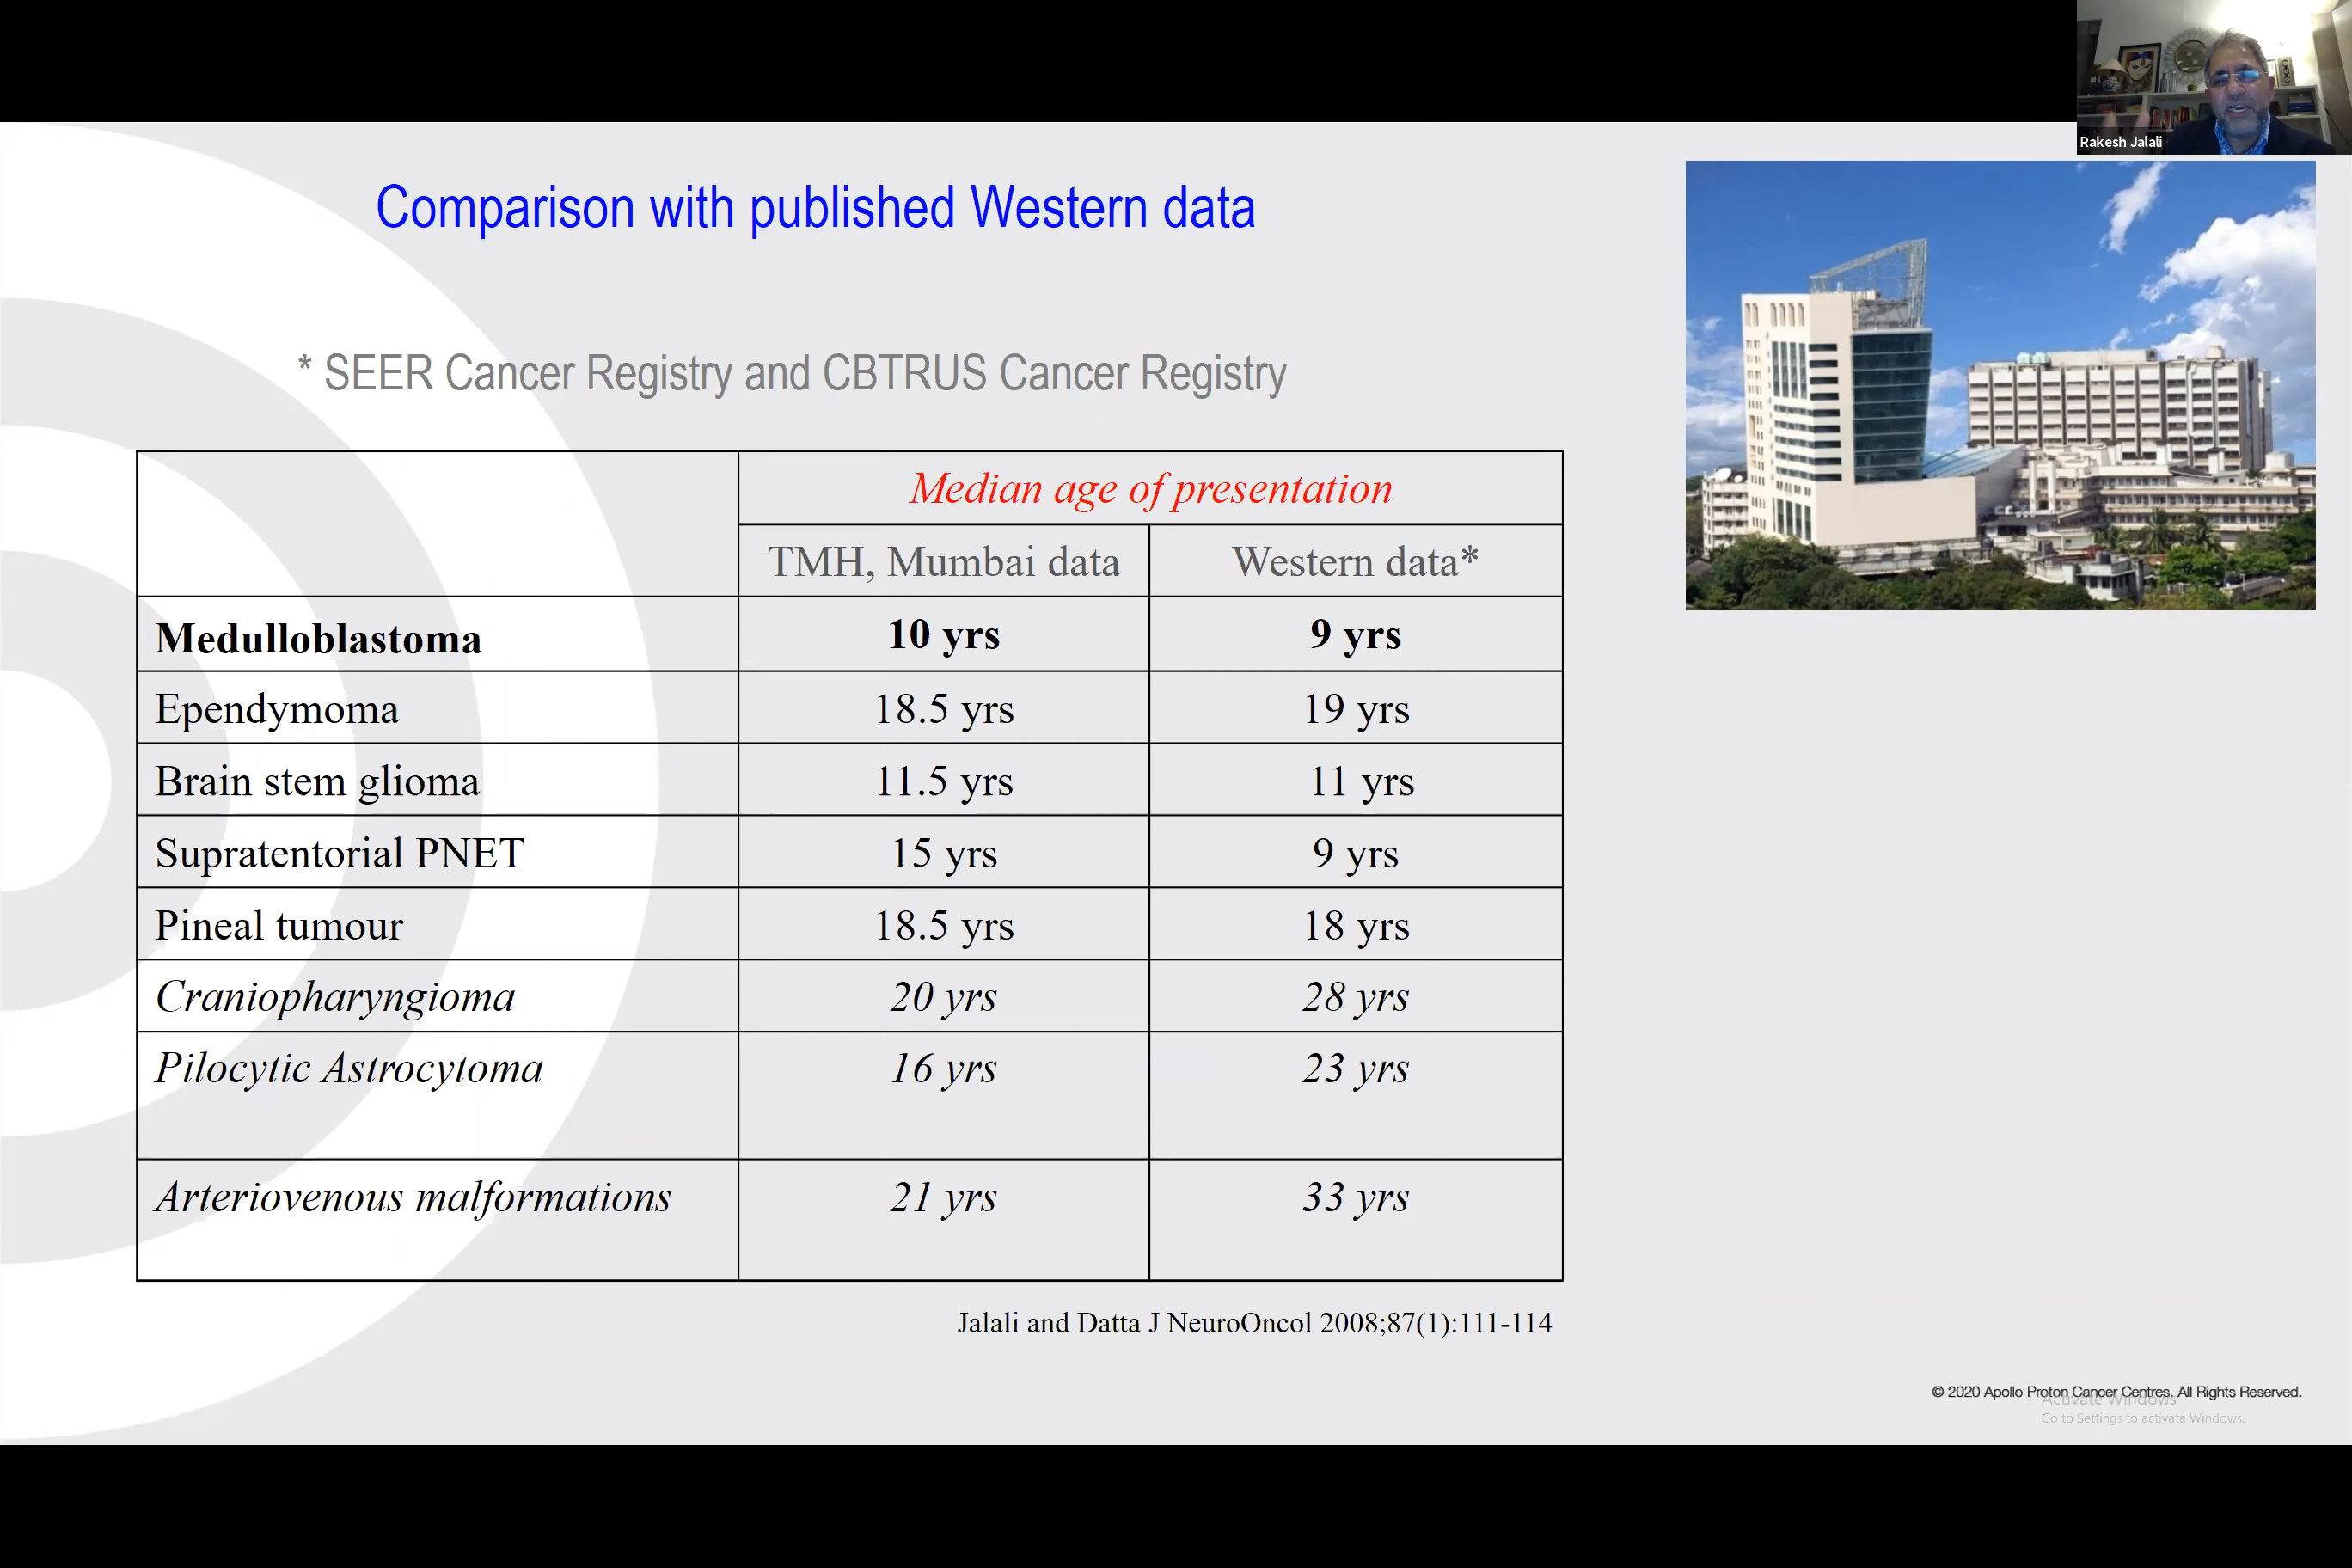 Rakesh Jalali
Comparison with published Western data
* SEER Cancer Registry and CBTRUS Cancer Registry
Median age of presentation
TMH, Mumbai data Western data*
Medulloblastoma 10 yrs 9 yrs
Ependymoma 18.5 yrs 19 yrs
Brain stem glioma 11.5 yrs 11 yrs
Supratentorial PNET 15 yrs 9 yrs
Pineal tumour 18.5 yrs 18 yrs
Craniopharyngioma 20 yrs 28 yrs
Pilocytic Astrocytoma 16 yrs 23 yrs
Arteriovenous malformations 21 yrs 33 yrs
Jalali and Datta J NeuroOncol 2008;87(1):111-114
© 2020 Apollo Proton Cancer Centres. All Rights Reserved.
Activate Windows
Go to Settings to activate Windows.